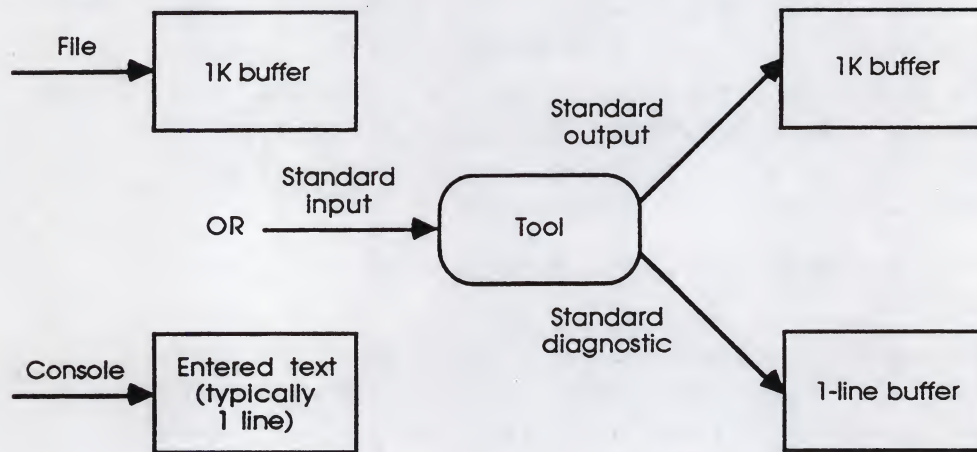 File
1K buffer
1K buffer
Standard
output
Standard
input
OR
Tool
Standard
diagnostic
Console
Entered text
(typically
1 line)
1-line buffer